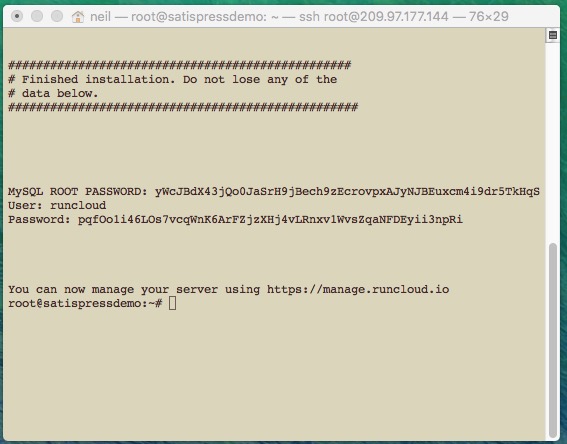 neil — root@satispressdemo: ~ — ssh root@209.97.177.144 — 76×29
#################################################
# Finished installation. Do not lose any of the
# data below.
##################################################
MySQL ROOT PASSWORD: yWcJBdX43jQo0JaSrH9jBech9zEcrovpxAJyNJBEuxcm4i9dr5TkHqS
User: runcloud
Password: pqfOo1i46LOs7vcqWnK6ArFZjzXHj4vLRnxv1WvsZqaNFDEyii3npRi
You can now manage your server using https://manage.runcloud.io
root@satispressdemo:~#